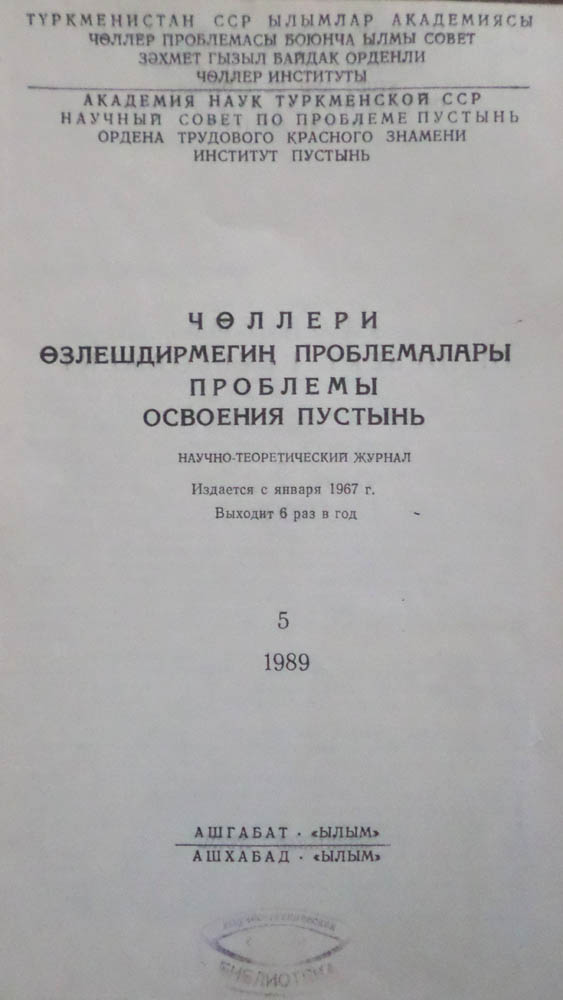 ТҮРКМЕНИСТАН ССР ЫЛЫМЛАР АКАДЕМИЯСЫ
ЧӨЛЛЕР ПРОБЛЕМАСЫ БОЮНЧА ЫЛМЫ СОВЕТ
ЗӘХМЕТ ГЫЗЫЛ БАЙДАК ОРДЕНЛИ
ЧӨЛЛЕР ИНСТИТУТЫ
АКАДЕМИЯ НАУК ТУРКМЕНСКОЙ ССР
НАУЧНЫЙ СОВЕТ ПО ПРОБЛЕМЕ ПУСТЫНЬ
ОРДЕНА ТРУДОВОГО КРАСНОГО ЗНАМЕНИ
ИНСТИТУТ ПУСТЫНЬ
ЧӨЛЛЕРИ
ӨЗЛЕШДИРМЕГИҢ ПРОБЛЕМАЛАРЫ
ПРОБЛЕМЫ
ОСВОЕНИЯ ПУСТЫНЬ
НАУЧНО-ТЕОРЕТИЧЕСКИЙ ЖУРНАЛ
Издается с января 1967 г.
Выходит 6 раз в год
5
1989
АШГАБАТ · «ЫЛЫМ»
АШХАБАД · «ЫЛЫМ»
БИБЛИОТЕКА